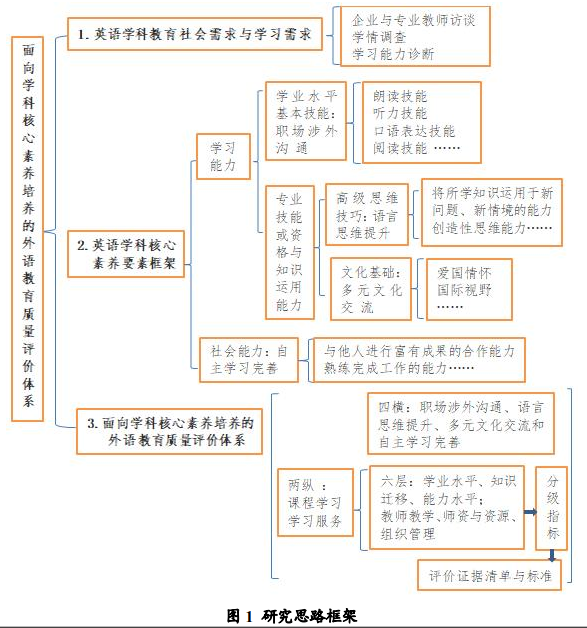 面向学科核心素养培养的外语教育质量评价体系
1. 英语学科教育社会需求与学习需求
企业与专业教师访谈
学情调查
学习能力诊断
2. 英语学科核心
素养要素框架
学习
能力
学业水平
基本技能：
职场涉外
沟通
朗读技能
听力技能
口语表达技能
阅读技能 ……
专业
技能
或资
格与
知识
运用
能力
高级思维
技巧：语言
思维提升
将所学知识运用于新
问题、新情境的能力
创造性思维能力……
文化基础：
多元文化
交流
爱国情怀
国际视野
……
社会能力：自
主学习完善
与他人进行富有成果的合作能力
熟练完成工作的能力……
3. 面向学科核心素养培养的
外语教育质量评价体系
四横：职场涉外沟通、语言
思维提升、多元文化交流和
自主学习完善
两纵：
课程学习
学习服务
六层：学业水平、知识
迁移、能力水平；
教师教学、师资与资源、
组织管理
分级指标
评价证据清单与标准
图 1 研究思路框架